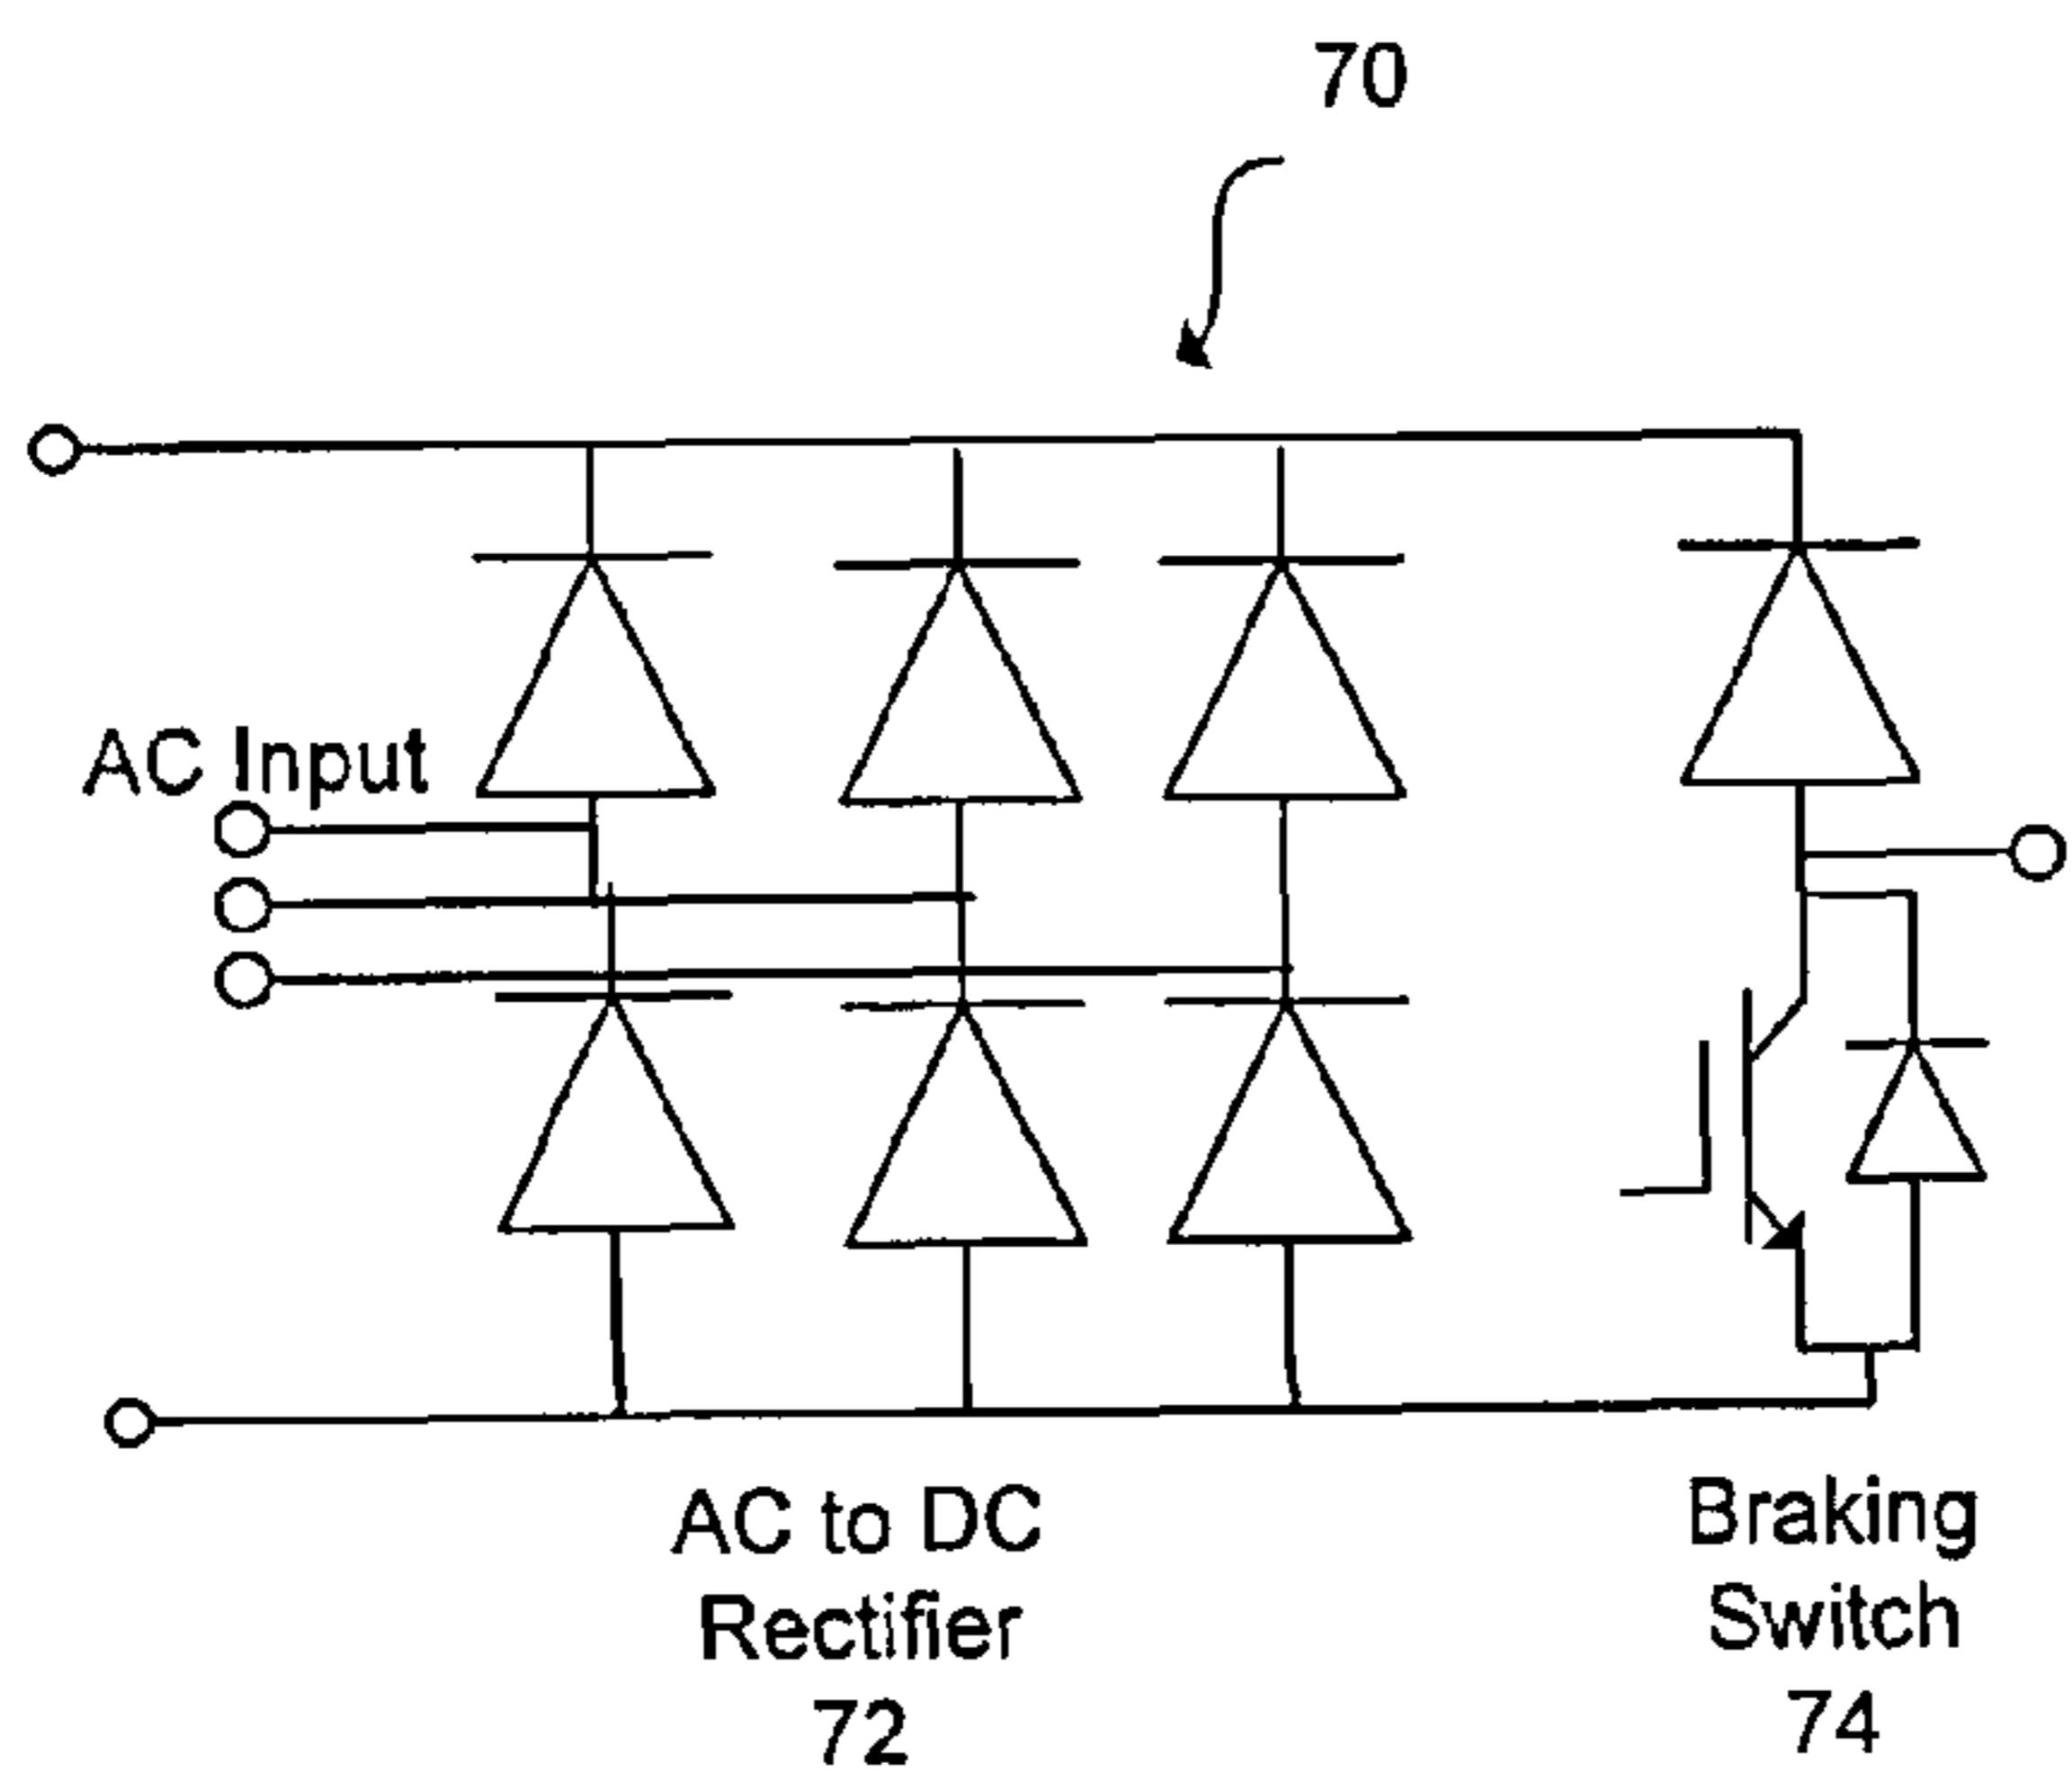 70
AC Input
AC to DC
Rectifier
72
Braking
Switch
74